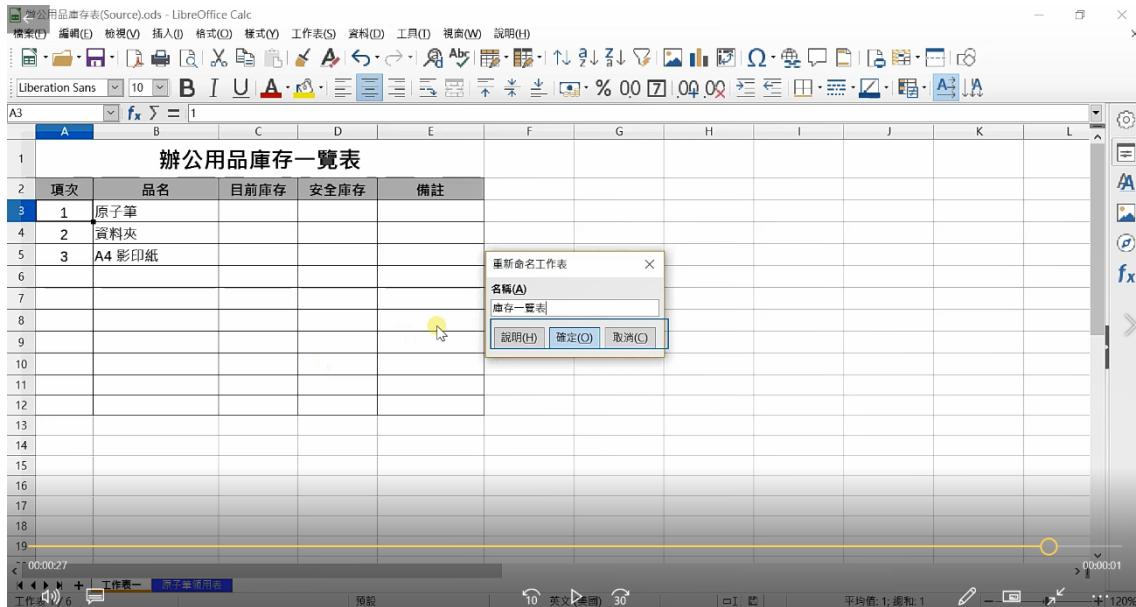 辦公用品庫存表(Source).ods - LibreOffice Calc
檔案(F) 編輯(E) 檢視(V) 插入(I) 格式(O) 樣式(Y) 工作表(S) 資料(D) 工具(T) 視窗(W) 說明(H)
Liberation Sans 10
A3 1
A B C D E F G H I J K L
1 辦公用品庫存一覽表
2 項次 品名 目前庫存 安全庫存 備註
3 1 原子筆
4 2 資料夾
5 3 A4 影印紙
重新命名工作表
名稱(A)
庫存一覽表
說明(H) 確定(O) 取消(C)
6
7
8
9
10
11
12
13
14
15
16
17
18
19
00:00:27 00:00:01
工作表一 原子筆領用表
10 30
/ 6 預設 英文 (美國) 平均值: 1; 總和: 1 120%